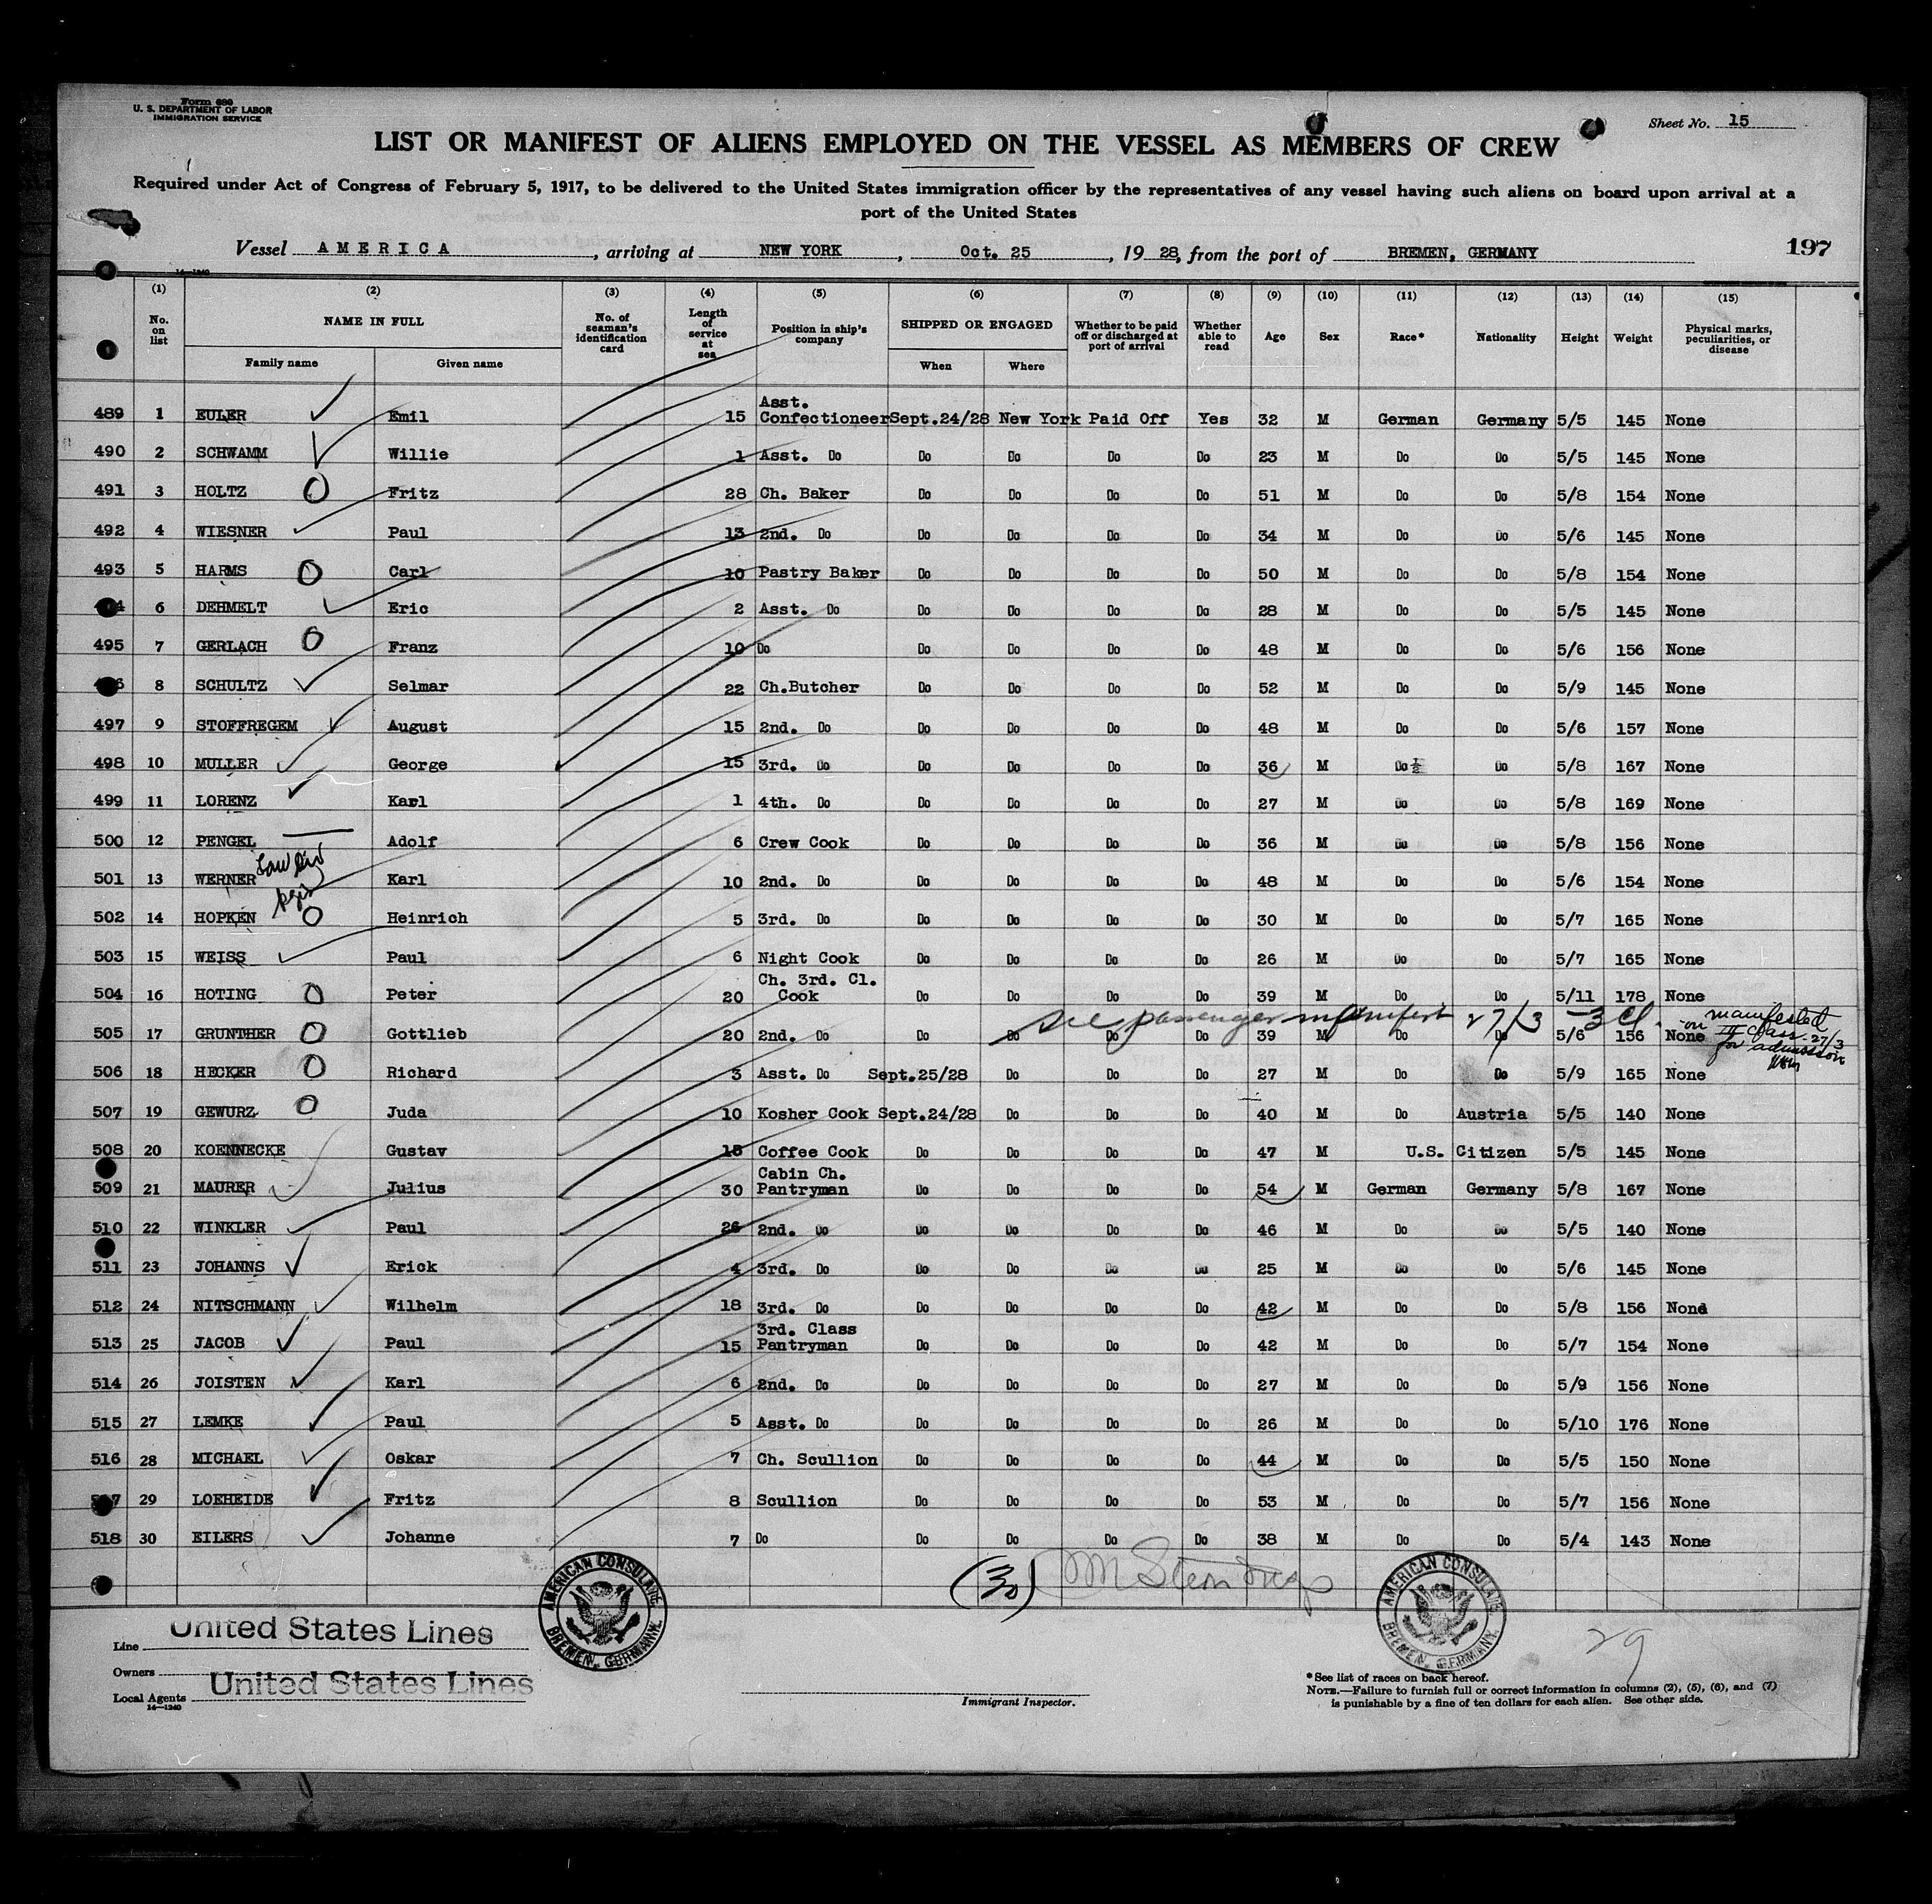 Form 680
U. S. DEPARTMENT OF LABOR
IMMIGRATION SERVICE
Sheet No. 15
LIST OR MANIFEST OF ALIENS EMPLOYED ON THE VESSEL AS MEMBERS OF CREW
Required under Act of Congress of February 5, 1917, to be delivered to the United States immigration officer by the representatives of any vessel having such aliens on board upon arrival at a
port of the United States
Vessel AMERICA, arriving at NEW YORK, Oct. 25, 1928, from the port of BREMEN, GERMANY
197
14-1240
(1) (2) (3) (4) (5) (6) (7) (8) (9) (10) (11) (12) (13) (14) (15)
No. on list NAME IN FULL Family name Given name No. of seaman's identification card Length of service at sea Position in ship's company SHIPPED OR ENGAGED When Where Whether to be paid off or discharged at port of arrival Whether able to read Age Sex Race* Nationality Height Weight Physical marks, peculiarities, or disease
489 1 EULER Emil 15 Asst. Confectioneer Sept.24/28 New York Paid Off Yes 32 M German Germany 5/5 145 None
490 2 SCHWAMM Willie 1 Asst. Do Do Do Do Do 23 M Do Do 5/5 145 None
491 3 HOLTZ Fritz 28 Ch. Baker Do Do Do Do 51 M Do Do 5/8 154 None
492 4 WIESNER Paul 13 2nd. Do Do Do Do Do 34 M Do Do 5/6 145 None
493 5 HARMS Carl 10 Pastry Baker Do Do Do Do 50 M Do Do 5/8 154 None
6 DEHMELT Eric 2 Asst. Do Do Do Do Do 28 M Do Do 5/5 145 None
495 7 GERLACH Franz 10 Do Do Do Do Do 48 M Do Do 5/6 156 None
8 SCHULTZ Selmar 22 Ch.Butcher Do Do Do Do 52 M Do Do 5/9 145 None
497 9 STOFFREGEM August 15 2nd. Do Do Do Do Do 48 M Do Do 5/6 157 None
498 10 MULLER George 15 3rd. Do Do Do Do Do 36 M Do Do 5/8 167 None
499 11 LORENZ Karl 1 4th. Do Do Do Do Do 27 M Do Do 5/8 169 None
500 12 PENGEL Adolf 6 Crew Cook Do Do Do Do 36 M Do Do 5/8 156 None
501 13 WERNER Karl 10 2nd. Do Do Do Do Do 48 M Do Do 5/6 154 None
502 14 HOPKEN Heinrich 5 3rd. Do Do Do Do Do 30 M Do Do 5/7 165 None
503 15 WEISS Paul 6 Night Cook Do Do Do Do 26 M Do Do 5/7 165 None
504 16 HOTING Peter 20 Ch. 3rd. Cl. Cook Do Do Do Do 39 M Do Do 5/11 178 None
see passenger manifest 27/3 - 3 Cl.
manifested
on III class - 27/3
for admission
505 17 GRUNTHER Gottlieb 20 2nd. Do Do Do Do Do 39 M Do Do 5/6 156 None
506 18 HECKER Richard 3 Asst. Do Sept.25/28 Do Do Do 27 M Do Do 5/9 165 None
507 19 GEWURZ Juda 10 Kosher Cook Sept.24/28 Do Do Do 40 M Do Austria 5/5 140 None
508 20 KOENNECKE Gustav 15 Coffee Cook Do Do Do Do 47 M U.S. Citizen 5/5 145 None
509 21 MAURER Julius 30 Cabin Ch. Pantryman Do Do Do Do 54 M German Germany 5/8 167 None
510 22 WINKLER Paul 26 2nd. Do Do Do Do Do 46 M Do Do 5/5 140 None
511 23 JOHANNS Erick 4 3rd. Do Do Do Do Do 25 M Do Do 5/6 145 None
512 24 NITSCHMANN Wilhelm 18 3rd. Do Do Do Do Do 42 M Do Do 5/8 156 None
513 25 JACOB Paul 15 3rd. Class Pantryman Do Do Do Do 42 M Do Do 5/7 154 None
514 26 JOISTEN Karl 6 2nd. Do Do Do Do Do 27 M Do Do 5/9 156 None
515 27 LEMKE Paul 5 Asst. Do Do Do Do Do 26 M Do Do 5/10 176 None
516 28 MICHAEL Oskar 7 Ch. Scullion Do Do Do Do 44 M Do Do 5/5 150 None
29 LOEHEIDE Fritz 8 Scullion Do Do Do Do 53 M Do Do 5/7 156 None
518 30 EILERS Johanne 7 Do Do Do Do Do 38 M Do Do 5/4 143 None
(30)
AMERICAN CONSULATE BREMEN, GERMANY.
AMERICAN CONSULATE BREMEN, GERMANY.
29
Line United States Lines
Owners
Local Agents United States Lines
14-1240
Immigrant Inspector.
*See list of races on back hereof.
NOTE.—Failure to furnish full or correct information in columns (2), (5), (6), and (7)
is punishable by a fine of ten dollars for each alien. See other side.